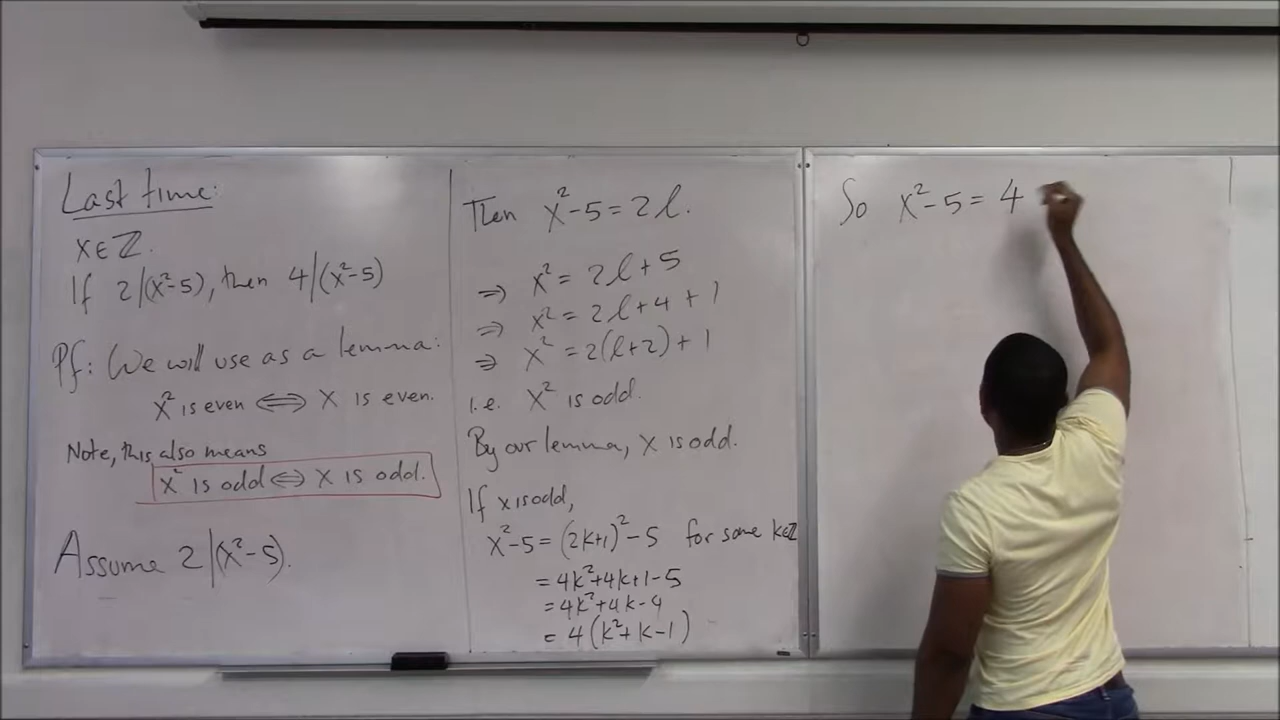 Last time:
x∈ℤ.
If 2|(x²-5), then 4|(x²-5)
Pf: We will use as a lemma:
x² is even ⟺ x is even.
Note, this also means
x² is odd ⟺ x is odd.
Assume 2|(x²-5).
Then x²-5=2l.
⇒ x² = 2l+5
⇒ x² = 2l+4+1
⇒ x² = 2(l+2)+1
i.e. x² is odd.
By our lemma, x is odd.
If x is odd,
x²-5 = (2k+1)²-5 for some k∈ℤ
= 4k²+4k+1-5
= 4k²+4k-4
= 4(k²+k-1)
So x²-5 = 4